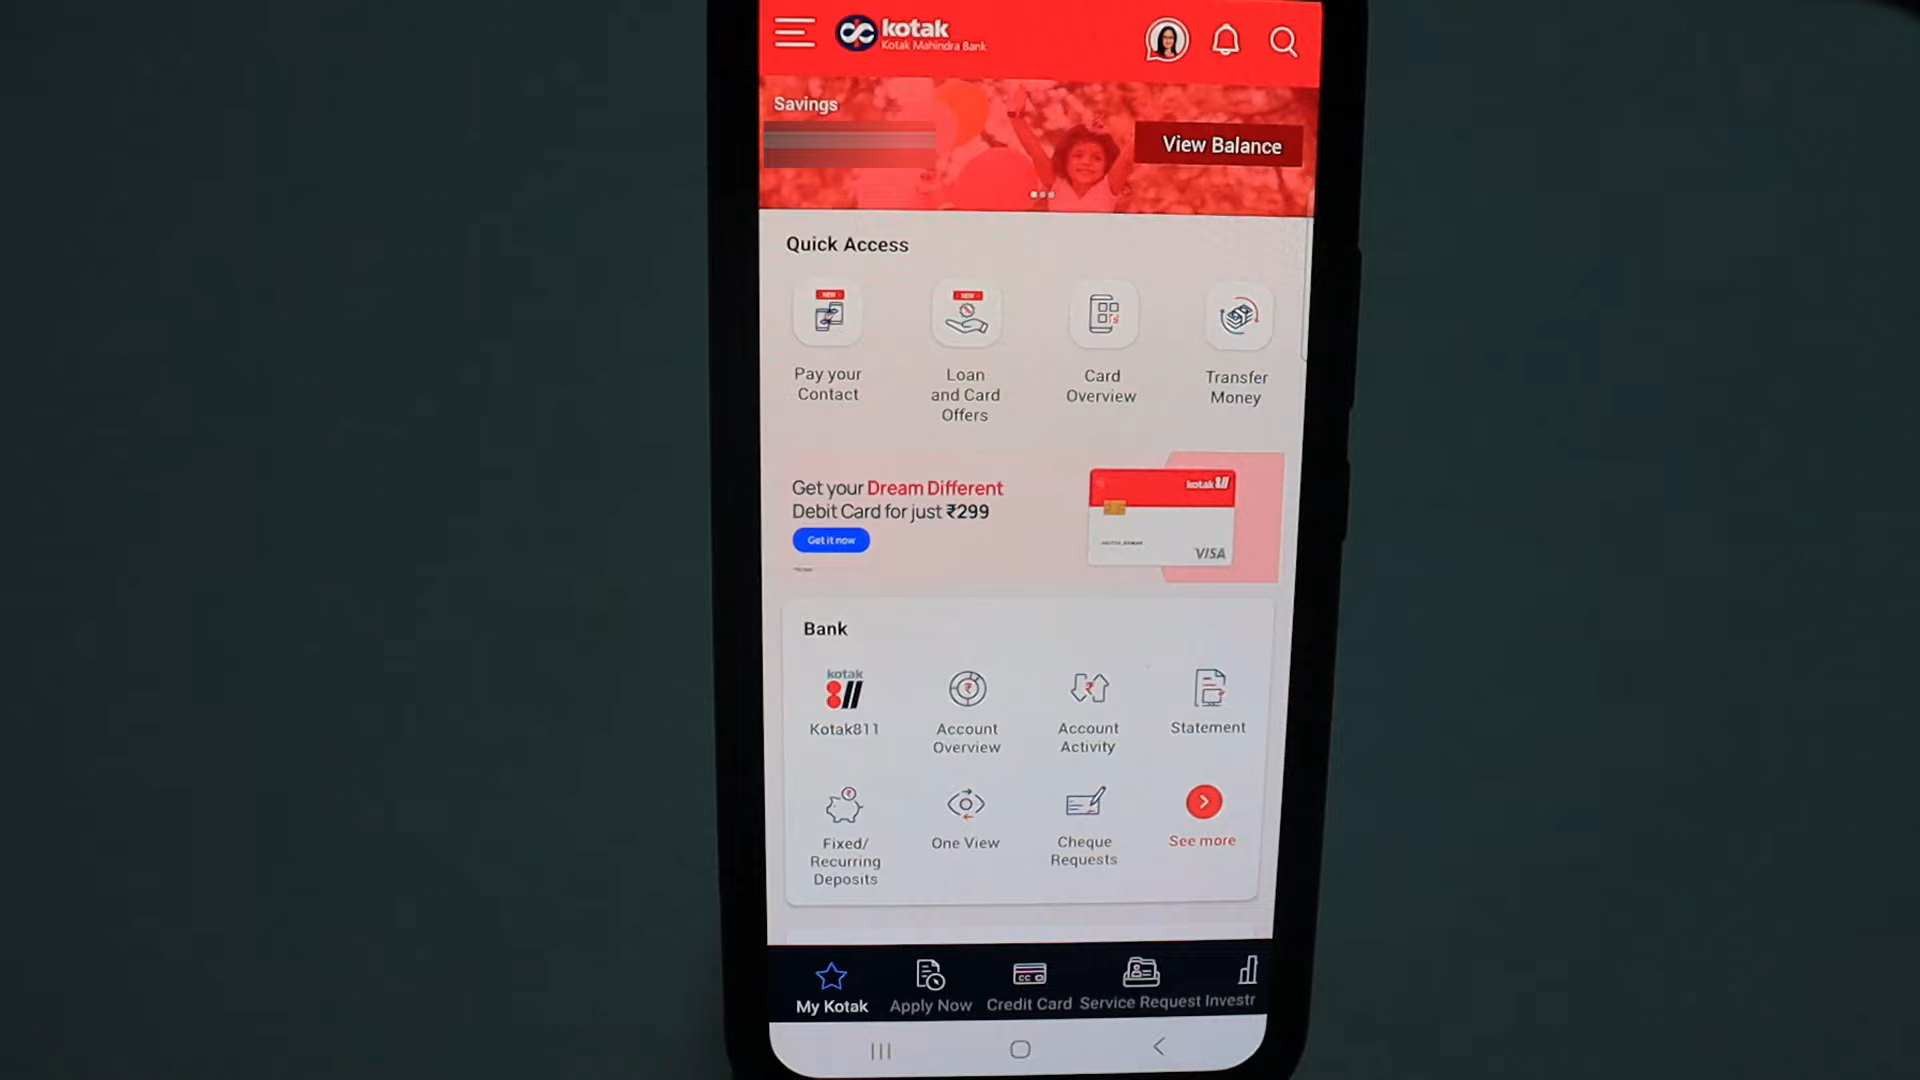 kotak
Kotak Mahindra Bank
Savings
View Balance
Quick Access
NEW
NEW
Pay your
Contact
Loan
and Card
Offers
Card
Overview
Transfer
Money
Get your Dream Different
Debit Card for just ₹299
Get it now
kotak 811
VISA
Bank
kotak
811
Kotak811
Account
Overview
Account
Activity
Statement
Fixed/
Recurring
Deposits
One View
Cheque
Requests
See more
CC
My Kotak
Apply Now
Credit Card
Service Request
Investr